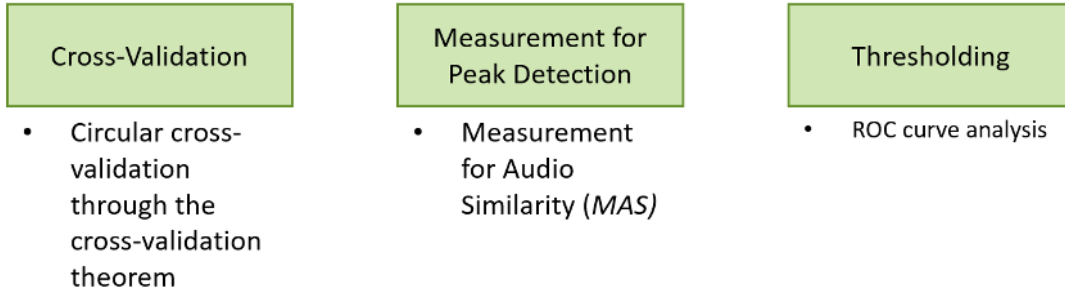 Cross-Validation
• Circular cross-
validation
through the
cross-validation
theorem
Measurement for
Peak Detection
• Measurement
for Audio
Similarity (MAS)
Thresholding
• ROC curve analysis